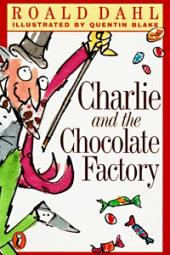 ROALD DAHL
ILLUSTRATED BY QUENTIN BLAKE
Charlie
and the
Chocolate
Factory